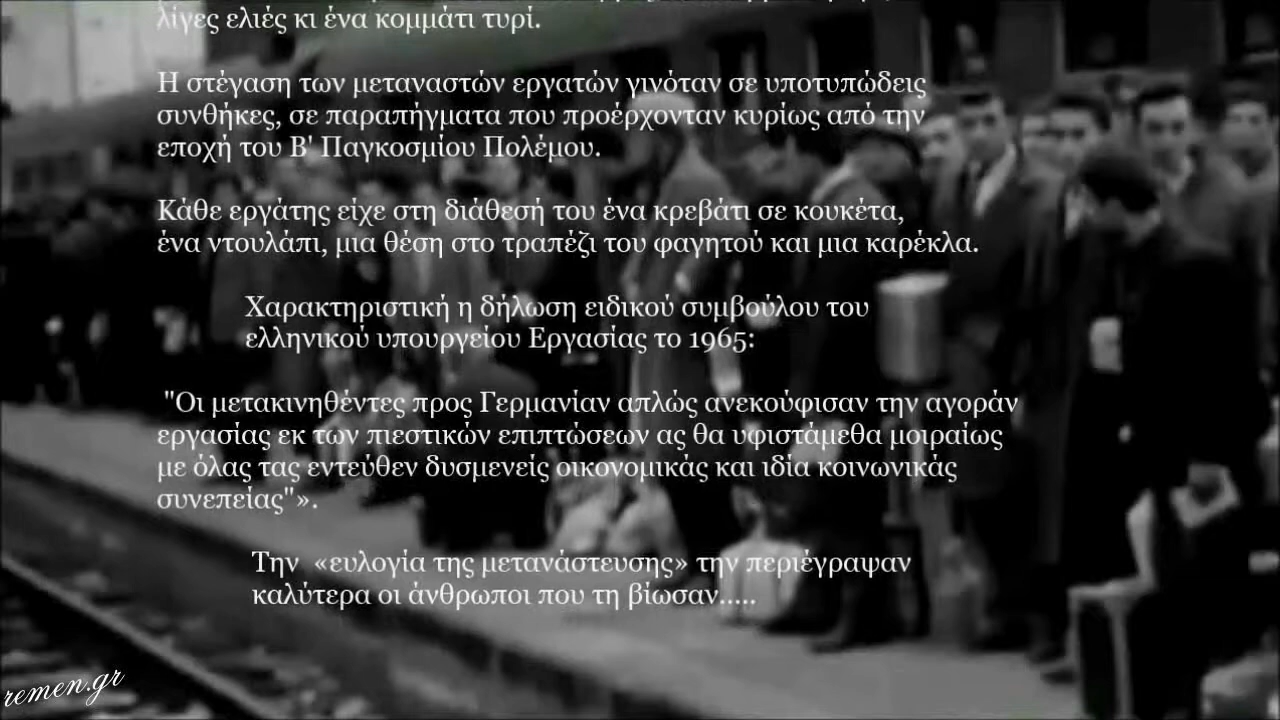 λίγες ελιές κι ένα κομμάτι τυρί.
Η στέγαση των μεταναστών εργατών γινόταν σε υποτυπώδεις
συνθήκες, σε παραπήγματα που προέρχονταν κυρίως από την
εποχή του Β' Παγκοσμίου Πολέμου.
Κάθε εργάτης είχε στη διάθεσή του ένα κρεβάτι σε κουκέτα,
ένα ντουλάπι, μια θέση στο τραπέζι του φαγητού και μια καρέκλα.
Χαρακτηριστική η δήλωση ειδικού συμβούλου του
ελληνικού υπουργείου Εργασίας το 1965:
"Οι μετακινηθέντες προς Γερμανίαν απλώς ανεκούφισαν την αγοράν
εργασίας εκ των πιεστικών επιπτώσεων ας θα υφιστάμεθα μοιραίως
με όλας τας εντεύθεν δυσμενείς οικονομικάς και ιδία κοινωνικάς
συνεπείας"».
Την «ευλογία της μετανάστευσης» την περιέγραψαν
καλύτερα οι άνθρωποι που τη βίωσαν.....
remen.gr